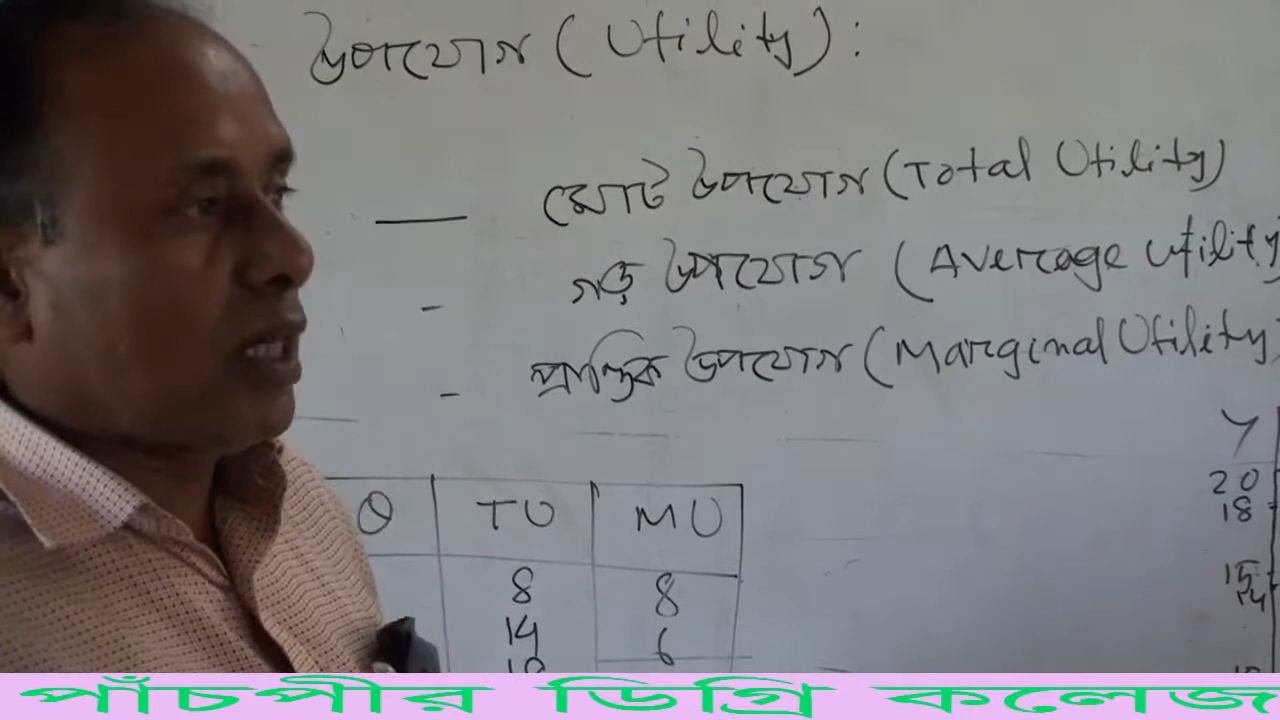 উপযোগ (Utility):
মোট উপযোগ (Total Utility)
- গড় উপযোগ (Average Utility)
- প্রান্তিক উপযোগ (Marginal Utility)
Q TU MU
8 8
14 6
Y
20
18
15
14
পাঁচপীর ডিগ্রি কলেজ